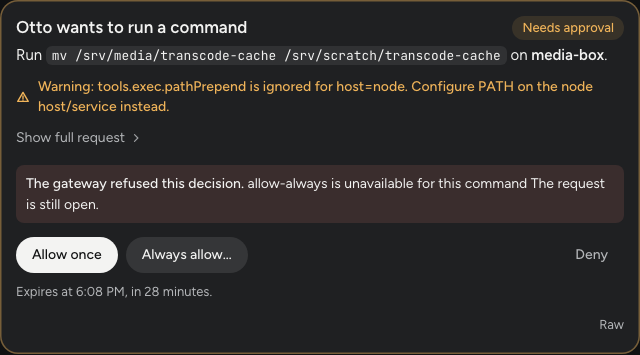 Otto wants to run a command
Needs approval
Run mv /srv/media/transcode-cache /srv/scratch/transcode-cache on media-box.
Warning: tools.exec.pathPrepend is ignored for host=node. Configure PATH on the node
host/service instead.
Show full request
The gateway refused this decision. allow-always is unavailable for this command The request
is still open.
Allow once
Always allow...
Deny
Expires at 6:08 PM, in 28 minutes.
Raw